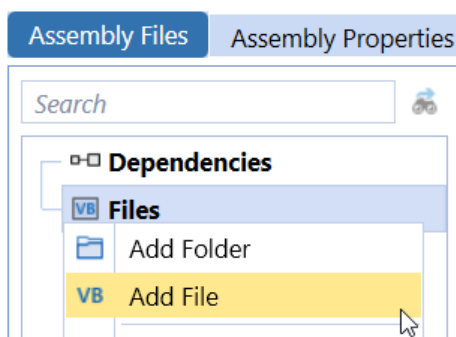 Assembly Files Assembly Properties
Search
Dependencies
VB Files
Add Folder
VB Add File